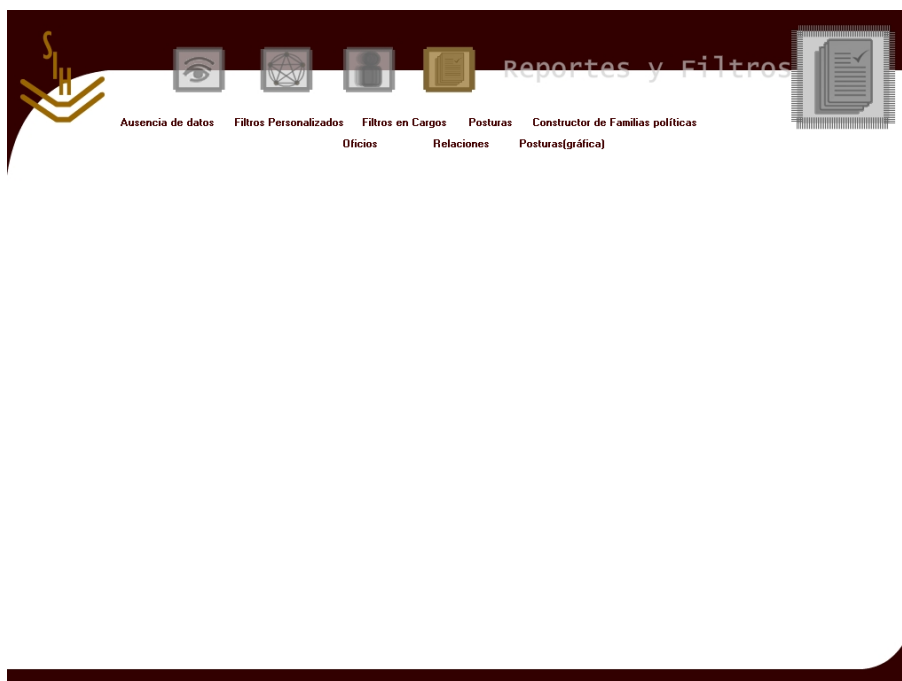 SIH
Reportes y Filtros
Ausencia de datos Filtros Personalizados Filtros en Cargos Posturas Constructor de Familias políticas
Oficios Relaciones Posturas(gráfica)